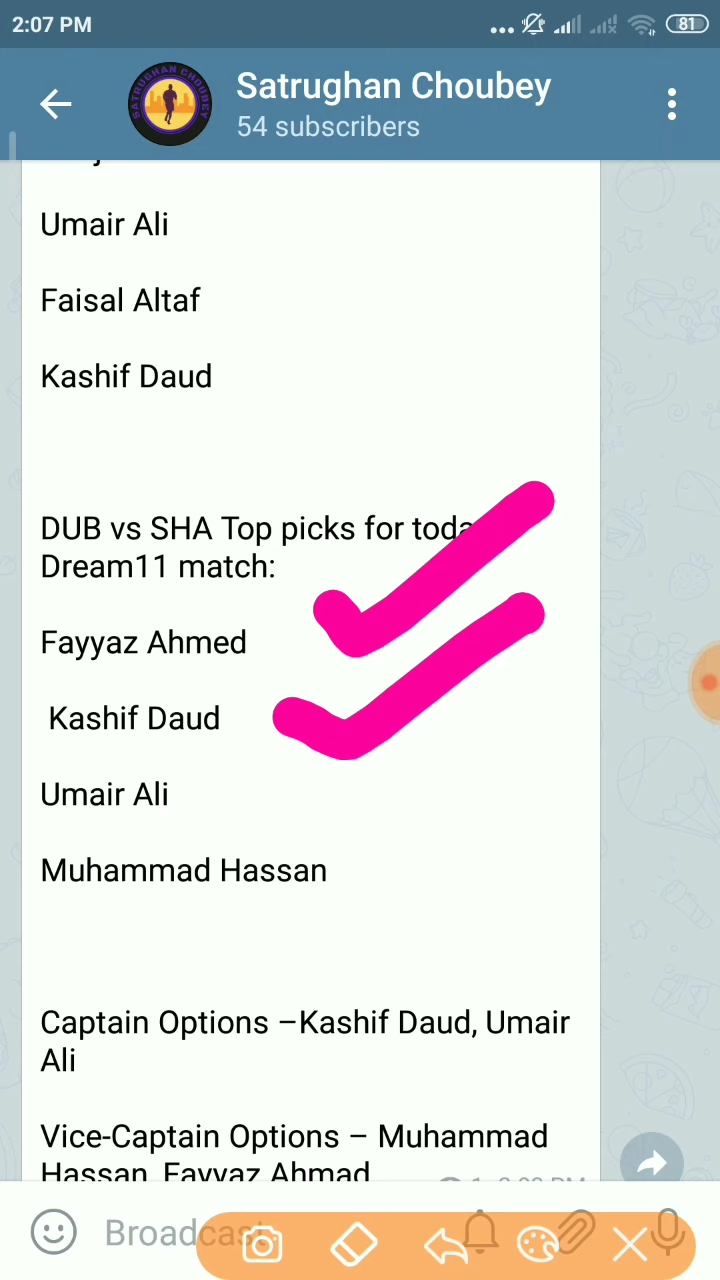 2:07 PM
81
SATRUGHAN CHOUBEY
Satrughan Choubey
54 subscribers
Umair Ali
Faisal Altaf
Kashif Daud
DUB vs SHA Top picks for toda
Dream11 match:
Fayyaz Ahmed
Kashif Daud
Umair Ali
Muhammad Hassan
Captain Options –Kashif Daud, Umair
Ali
Vice-Captain Options – Muhammad
Hassan, Fayyaz Ahmad
Broadcast